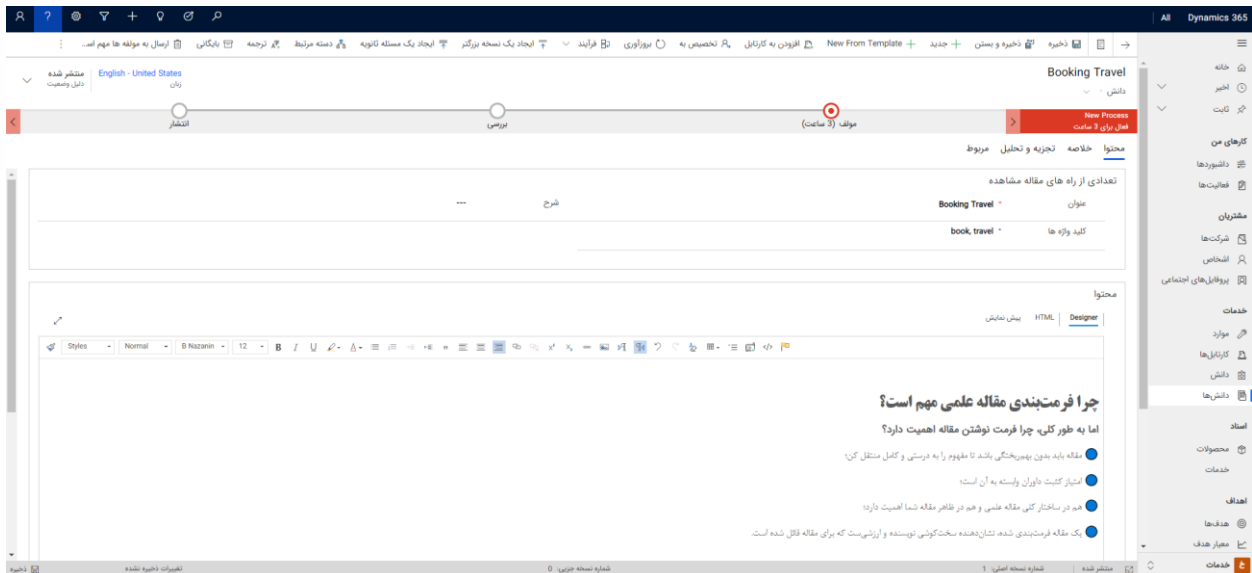 Dynamics 365 All
ذخیره ذخیره و بستن جدید New From Template افزودن به کارتابل تخصیص به بروزآوری فرآیند ایجاد یک نسخه بزرگتر ایجاد یک مسئله ثانویه دسته مرتبط ترجمه بایگانی ارسال به مولفه ها مهم اس...
خانه
اخیر
ثابت
کارهای من
داشبوردها
فعالیت‌ها
مشتریان
شرکت‌ها
اشخاص
پروفایل‌های اجتماعی
خدمات
موارد
کارتابل‌ها
دانش
دانش‌ها
اسناد
محصولات
خدمات
اهداف
هدف‌ها
معیار هدف
خ خدمات
Booking Travel
دانش
English - United States
زبان
منتشر شده
دلیل وضعیت
New Process
فعال برای 3 ساعت
مولف (3 ساعت)
بررسی
انتشار
محتوا خلاصه تجزیه و تحلیل مربوط
تعدادی از راه های مقاله مشاهده
عنوان * Booking Travel
شرح ---
کلید واژه ها * book, travel
محتوا
Designer HTML پیش نمایش
Styles Normal B Nazanin 12 B I U
چرا فرمت‌بندی مقاله علمی مهم است؟
اما به طور کلی، چرا فرمت نوشتن مقاله اهمیت دارد؟
مقاله باید بدون بهم‌ریختگی باشد تا مفهوم را به درستی و کامل منتقل کن؛
امتیاز کثبت داوران وابسته به آن است؛
هم در ساختار کلی مقاله علمی و هم در ظاهر مقاله شما اهمیت دارد؛
یک مقاله فرمت‌بندی شده، نشان‌دهنده سخت‌کوشی نویسنده و ارزشی‌ست که برای مقاله قائل شده است.
منتشر شده
شماره نسخه اصلی: 1
شماره نسخه جزیی: 0
تغییرات ذخیره نشده
ذخیره